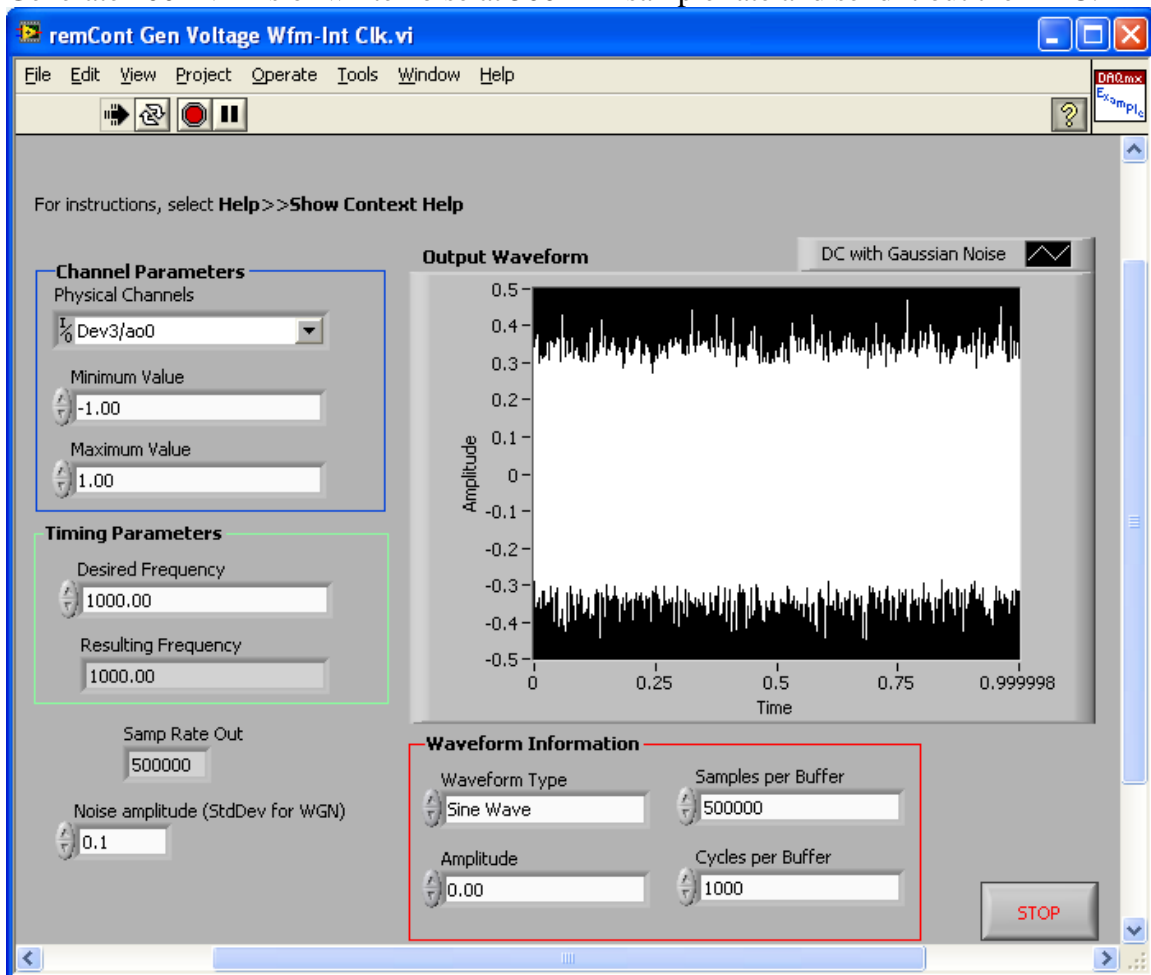 remCont Gen Voltage Wfm-Int Clk.vi
File Edit View Project Operate Tools Window Help
DAQmx
Example
For instructions, select Help>>Show Context Help
Channel Parameters
Physical Channels
I/O Dev3/ao0
Minimum Value
-1.00
Maximum Value
1.00
Timing Parameters
Desired Frequency
1000.00
Resulting Frequency
1000.00
Samp Rate Out
500000
Noise amplitude (StdDev for WGN)
0.1
Output Waveform
DC with Gaussian Noise
0.5
0.4
0.3
0.2
0.1
0
-0.1
-0.2
-0.3
-0.4
-0.5
Amplitude
0 0.25 0.5 0.75 0.999998
Time
Waveform Information
Waveform Type
Sine Wave
Samples per Buffer
500000
Amplitude
0.00
Cycles per Buffer
1000
STOP